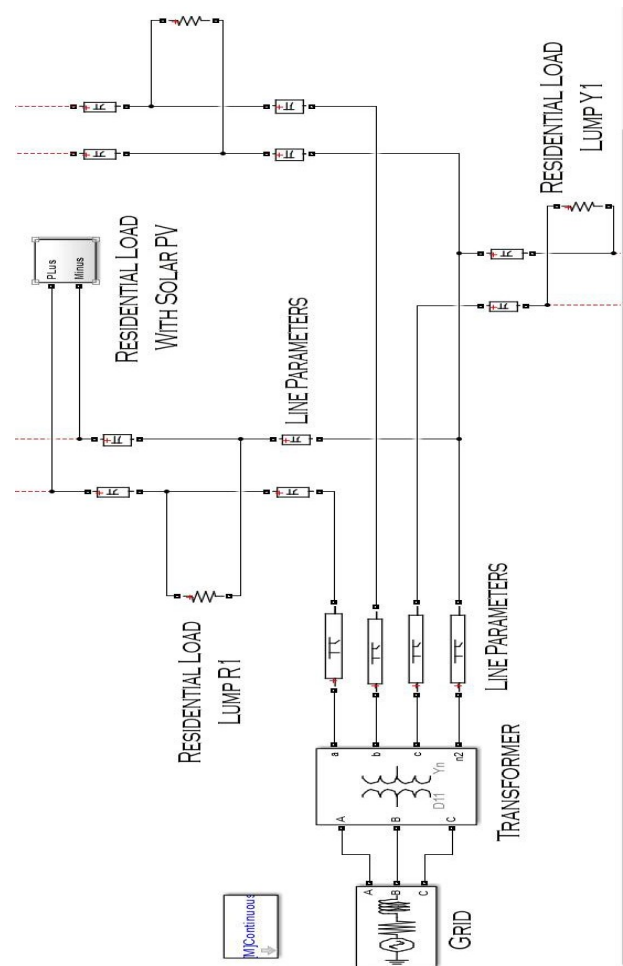 RESIDENTIAL LOAD
LUMP Y1
PLus
Minus
RESIDENTIAL LOAD
WITH SOLAR PV
LINE PARAMETERS
RESIDENTIAL LOAD
LUMP R1
LINE PARAMETERS
a
b
c
n2
D11
Yn
A
B
C
TRANSFORMER
A
B
C
GRID
[M]Continuous